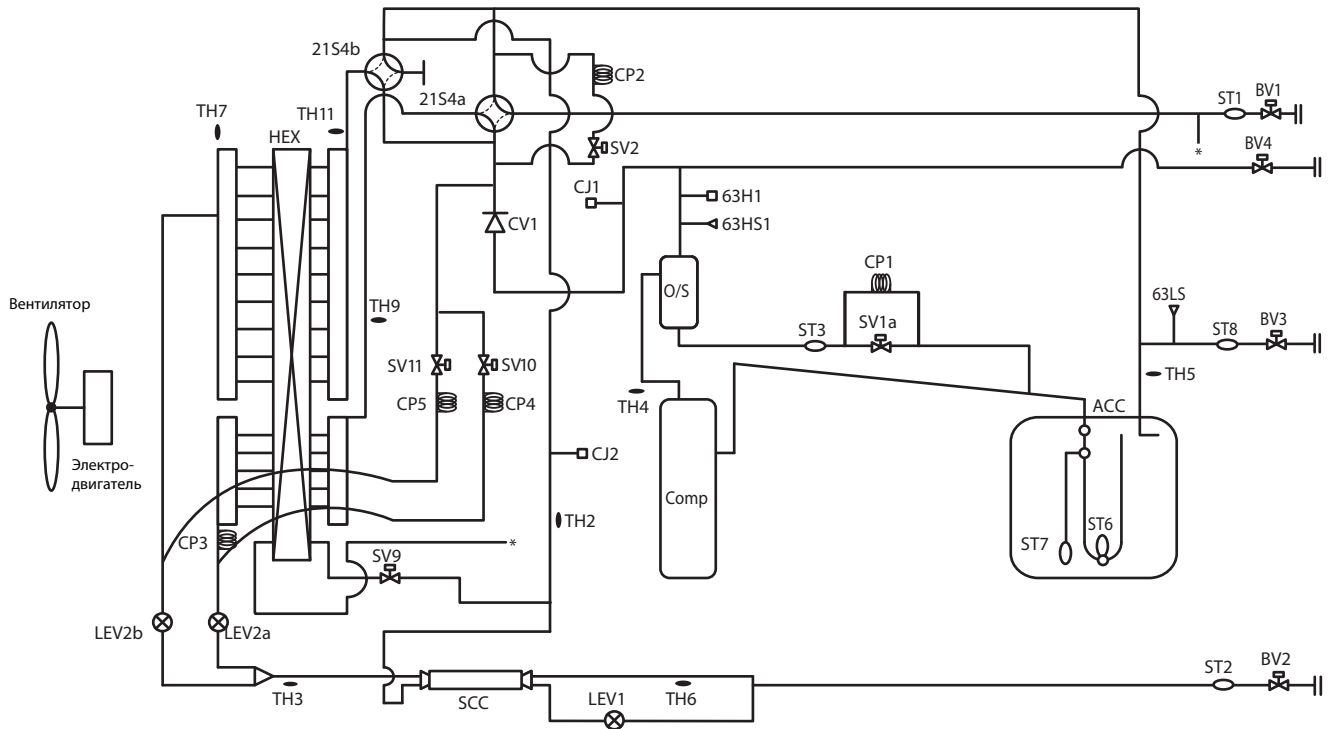 21S4b
CP2
TH7
TH11
21S4a
ST1
BV1
HEX
SV2
*
BV4
CJ1
63H1
CV1
63HS1
CP1
O/S
Вентилятор
TH9
63LS
ST3
SV1a
ST8
BV3
SV11
SV10
TH5
CP5
CP4
TH4
ACC
Электро-
двигатель
CJ2
Comp
TH2
ST6
CP3
*
ST7
SV9
LEV2b
LEV2a
ST2
BV2
TH3
SCC
LEV1
TH6